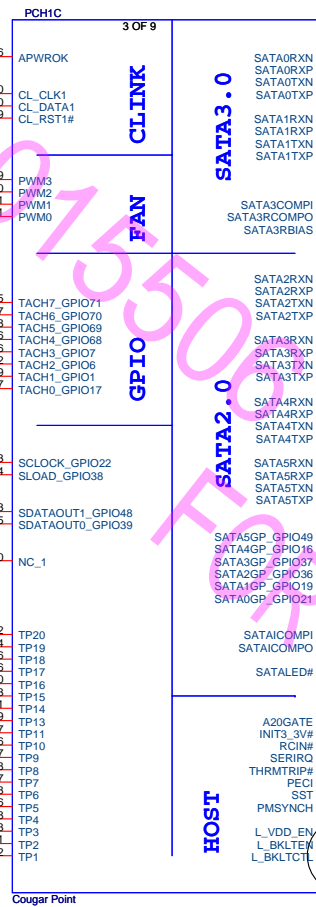 PCH1C
3 OF 9
APWROK
CL_CLK1
CL_DATA1
CL_RST1#
CLINK
PWM3
PWM2
PWM1
PWM0
FAN
TACH7_GPIO71
TACH6_GPIO70
TACH5_GPIO69
TACH4_GPIO68
TACH3_GPIO7
TACH2_GPIO6
TACH1_GPIO1
TACH0_GPIO17
GPIO
SCLOCK_GPIO22
SLOAD_GPIO38
SDATAOUT1_GPIO48
SDATAOUT0_GPIO39
NC_1
TP20
TP19
TP18
TP17
TP16
TP15
TP14
TP13
TP11
TP10
TP9
TP8
TP7
TP6
TP5
TP4
TP3
TP2
TP1
SATA3.0
SATA0RXN
SATA0RXP
SATA0TXN
SATA0TXP
SATA1RXN
SATA1RXP
SATA1TXN
SATA1TXP
SATA3COMPI
SATA3RCOMPO
SATA3RBIAS
SATA2.0
SATA2RXN
SATA2RXP
SATA2TXN
SATA2TXP
SATA3RXN
SATA3RXP
SATA3TXN
SATA3TXP
SATA4RXN
SATA4RXP
SATA4TXN
SATA4TXP
SATA5RXN
SATA5RXP
SATA5TXN
SATA5TXP
SATA5GP_GPIO49
SATA4GP_GPIO16
SATA3GP_GPIO37
SATA2GP_GPIO36
SATA1GP_GPIO19
SATA0GP_GPIO21
SATAICOMPI
SATAICOMPO
SATALED#
HOST
A20GATE
INIT3_3V#
RCIN#
SERIRQ
THRMTRIP#
PECI
SST
PMSYNCH
L_VDD_EN
L_BKLTEN
L_BKLTCTL
Cougar Point